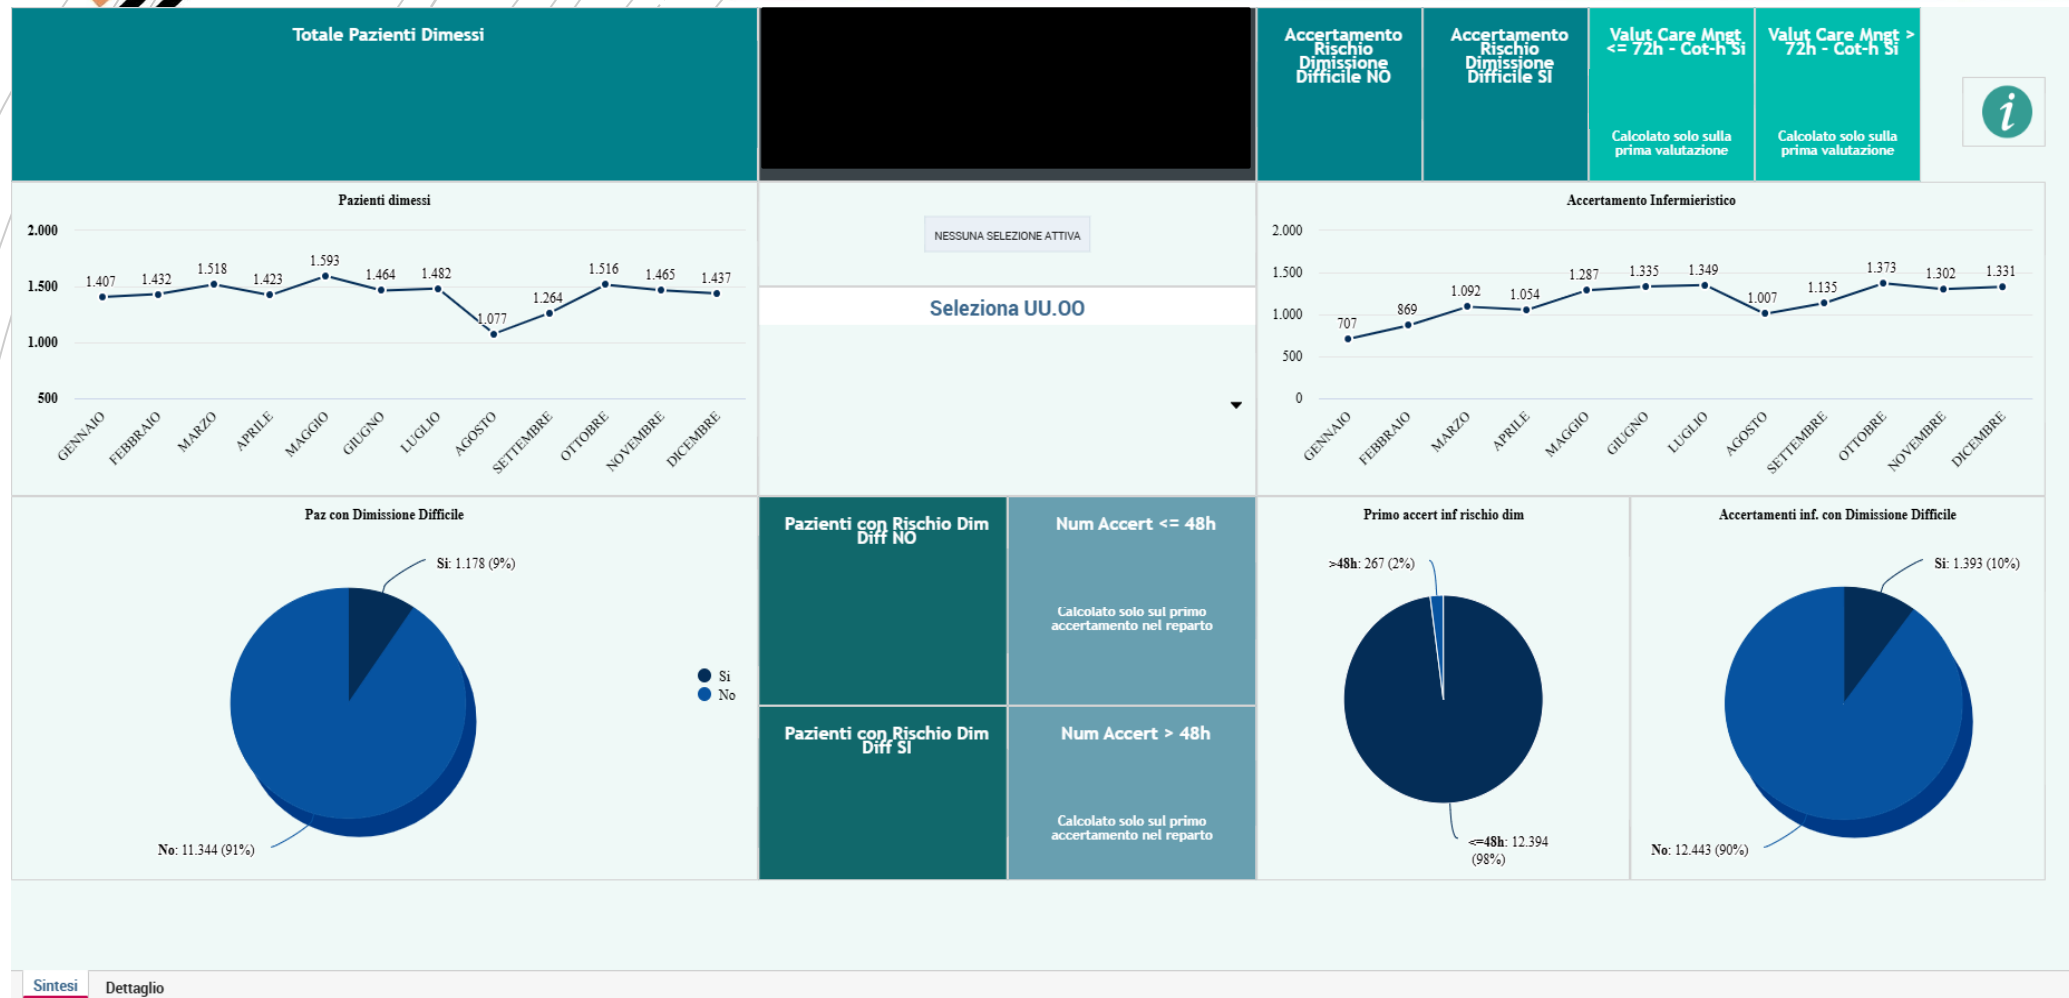 Totale Pazienti Dimessi
Accertamento
Rischio
Dimissione
Difficile NO
Accertamento
Rischio
Dimissione
Difficile SI
Valut Care Mngt
<= 72h - Cot-h Si
Calcolato solo sulla
prima valutazione
Valut Care Mngt >
72h - Cot-h Si
Calcolato solo sulla
prima valutazione
i
Pazienti dimessi
2.000
1.500
1.000
500
1.407
1.432
1.518
1.423
1.593
1.464
1.482
1.077
1.264
1.516
1.465
1.437
GENNAIO
FEBBRAIO
MARZO
APRILE
MAGGIO
GIUGNO
LUGLIO
AGOSTO
SETTEMBRE
OTTOBRE
NOVEMBRE
DICEMBRE
NESSUNA SELEZIONE ATTIVA
Seleziona UU.OO
Accertamento Infermieristico
2.000
1.500
1.000
500
0
707
869
1.092
1.054
1.287
1.335
1.349
1.007
1.135
1.373
1.302
1.331
GENNAIO
FEBBRAIO
MARZO
APRILE
MAGGIO
GIUGNO
LUGLIO
AGOSTO
SETTEMBRE
OTTOBRE
NOVEMBRE
DICEMBRE
Paz con Dimissione Difficile
Si: 1.178 (9%)
Si
No
No: 11.344 (91%)
Pazienti con Rischio Dim
Diff NO
Num Accert <= 48h
Calcolato solo sul primo
accertamento nel reparto
Pazienti con Rischio Dim
Diff SI
Num Accert > 48h
Calcolato solo sul primo
accertamento nel reparto
Primo accert inf rischio dim
>48h: 267 (2%)
<=48h: 12.394
(98%)
Accertamenti inf. con Dimissione Difficile
Si: 1.393 (10%)
No: 12.443 (90%)
Sintesi
Dettaglio